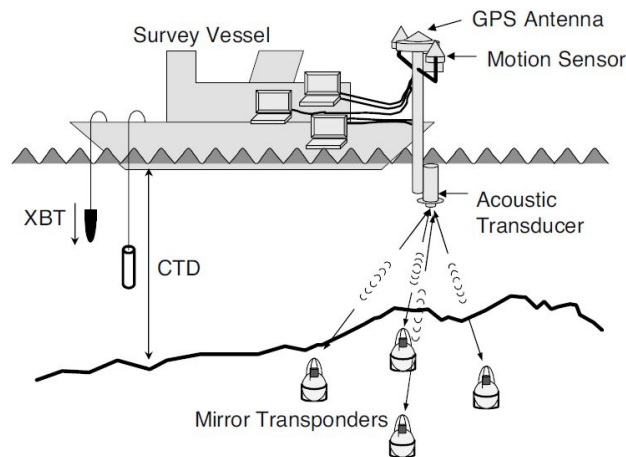 GPS Antenna
Survey Vessel
Motion Sensor
XBT
CTD
Acoustic
Transducer
Mirror Transponders